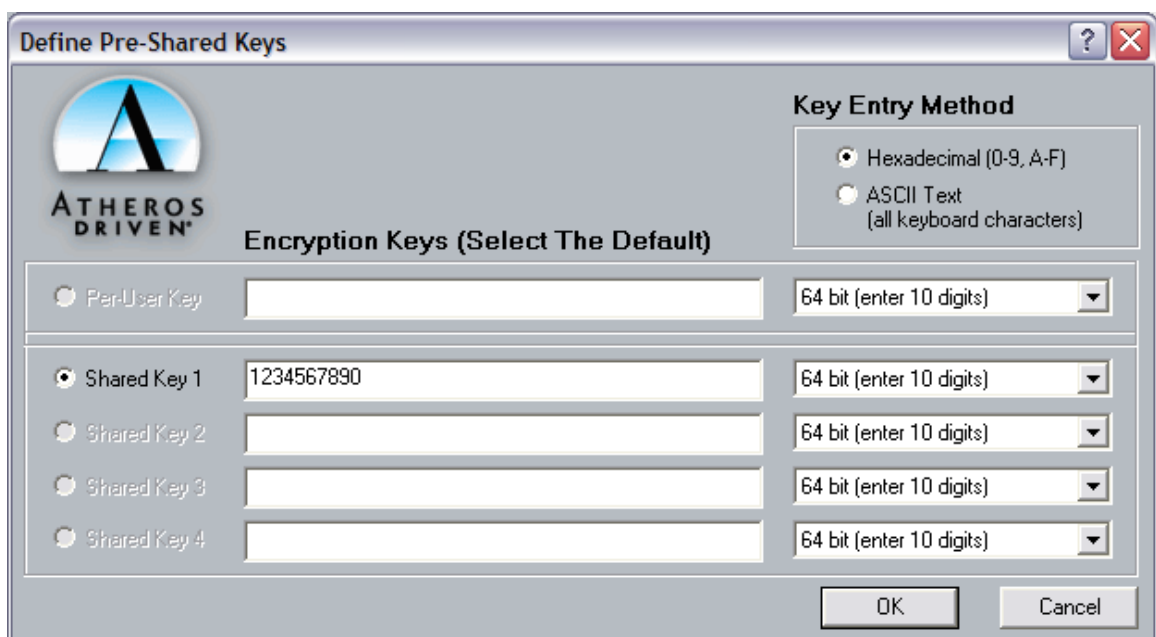 Define Pre-Shared Keys
?
A
ATHEROS
DRIVEN®
Key Entry Method
Hexadecimal (0-9, A-F)
ASCII Text
(all keyboard characters)
Encryption Keys (Select The Default)
Per-User Key 64 bit (enter 10 digits)
Shared Key 1 1234567890 64 bit (enter 10 digits)
Shared Key 2 64 bit (enter 10 digits)
Shared Key 3 64 bit (enter 10 digits)
Shared Key 4 64 bit (enter 10 digits)
OK Cancel